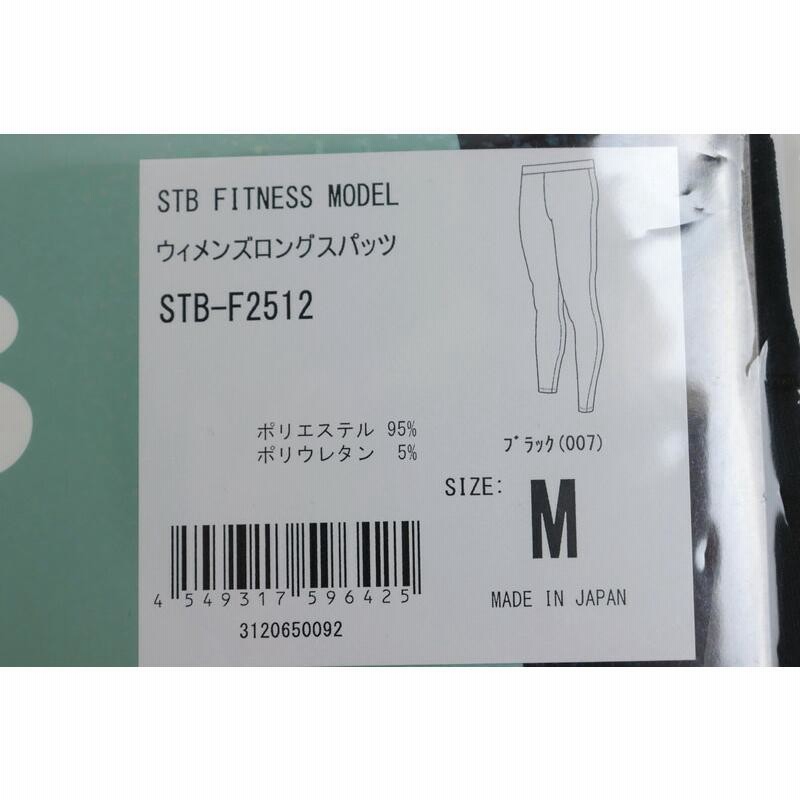 STB FITNESS MODEL
ウィメンズロングスパッツ
STB-F2512
ポリエステル 95%
ポリウレタン 5%
ﾌﾞﾗｯｸ(007)
SIZE: M
4 549317 596425
3120650092
MADE IN JAPAN